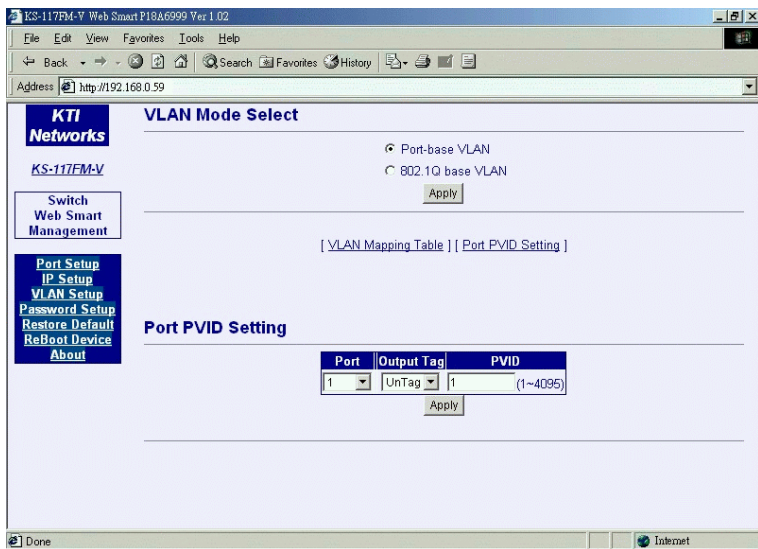 KS-117FM-V Web Smart P18A6999 Ver 1.02
File Edit View Favorites Tools Help
Back Search Favorites History
Address http://192.168.0.59
KTI
Networks
KS-117FM-V
Switch
Web Smart
Management
Port Setup
IP Setup
VLAN Setup
Password Setup
Restore Default
ReBoot Device
About
VLAN Mode Select
Port-base VLAN
802.1Q base VLAN
Apply
[ VLAN Mapping Table ] [ Port PVID Setting ]
Port PVID Setting
Port Output Tag PVID
1 UnTag 1 (1~4095)
Apply
Done Internet